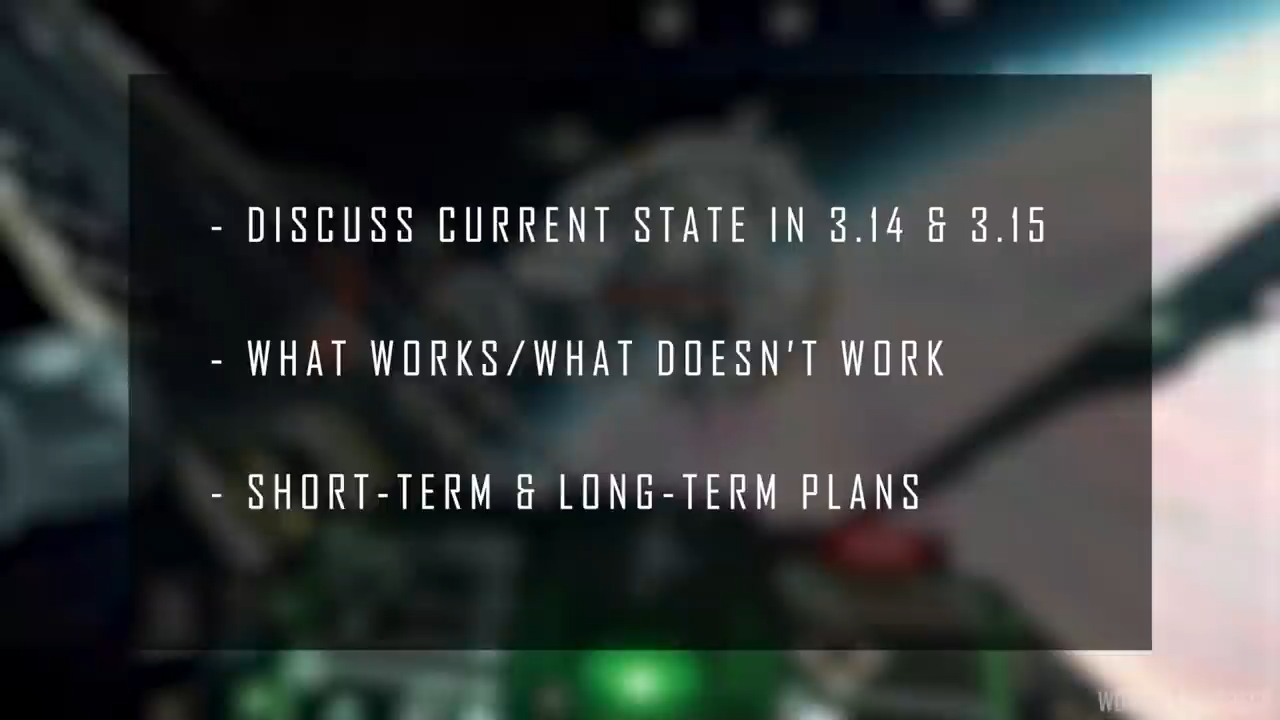 - DISCUSS CURRENT STATE IN 3.14 & 3.15
- WHAT WORKS/WHAT DOESN'T WORK
- SHORT-TERM & LONG-TERM PLANS